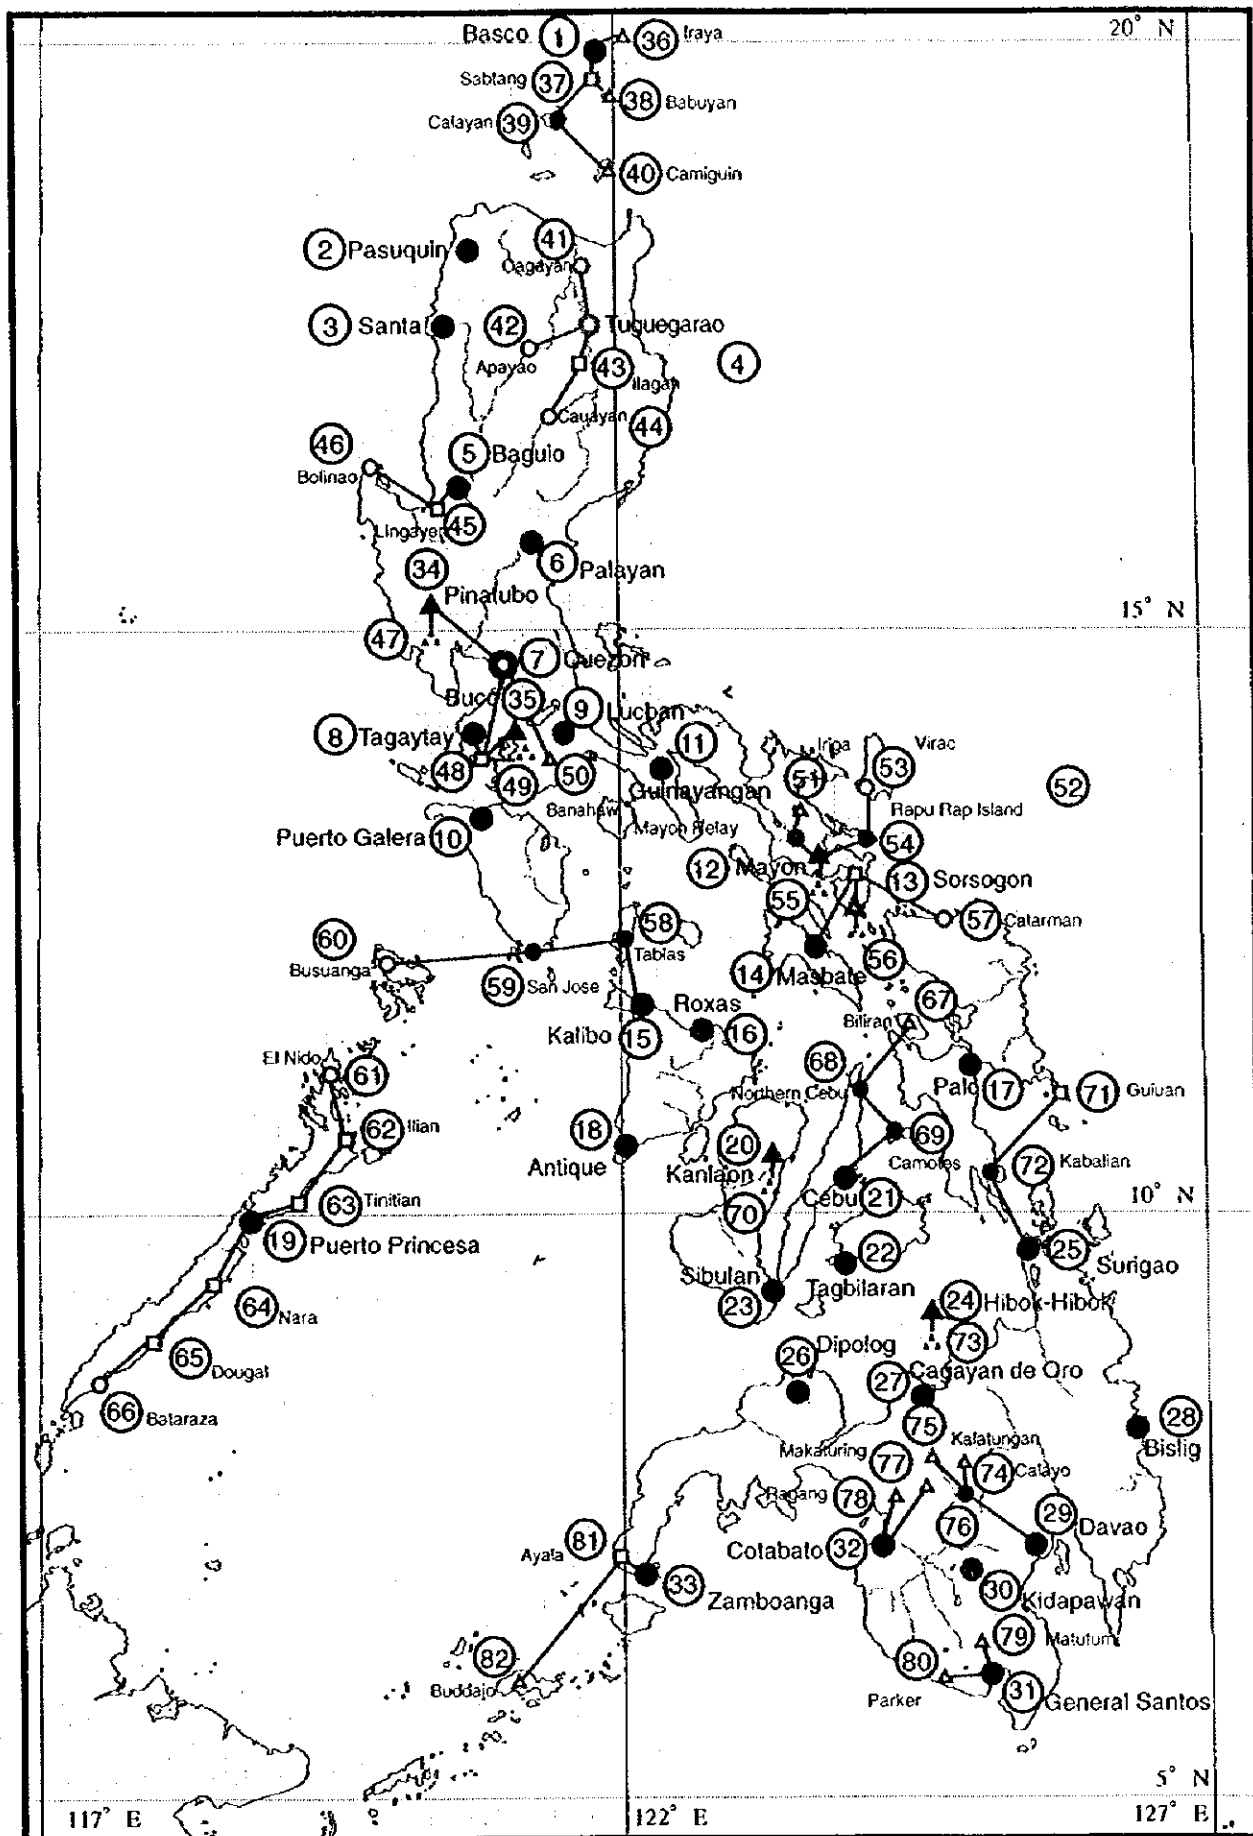 20° N
Basco 1 36 Iraya
Sabtang 37 38 Babuyan
Calayan 39
40 Camiguin
41
2 Pasuquin
Cagayan
3 Santa 42 Tuguegarao
Apayao 43 4
Ilagan
Cauayan 44
46
5 Baguio
Bolinao
Lingayen 45
34 6 Palayan
Pinatubo
15° N
47
7 Quezon
Buco 35 9 Lucban
8 Tagaytay 11 Iriga Virac
48 49 50 51 53 52
Guinayangan
Banahaw Rapu Rap Island
Mayon Relay
Puerto Galera 10 54
12 Mayon 13 Sorsogon
55
57 Catarman
58
60
Busuanga Tablas 56
14 Masbate
59 San Jose
Roxas 67
Biliran
Kalibo 15 16
El Nido 68
61 Northern Cebu Palo 17 71 Guiuan
62 Ilian 18 20 69
Antique Kanlaon Camotes 72 Kabalian
10° N
63 Tinitian 70 Cebu 21
19 Puerto Princesa 22 25 Surigao
Sibulan Tagbilaran
64 Nara 23 24 Hibok-Hibok
73
26 Dipolog
65 Dougal 27 Cagayan de Oro
66 Bataraza 75 28
Bislig
Makaturing 77 Kalatungan
74 Calayo
Ragang 78
76 29 Davao
81
Ayala Cotabato 32
33 Zamboanga 30 Kidapawan
79 Matutum
82 80
Buddajo
Parker 31 General Santos
5° N
117° E 122° E 127° E